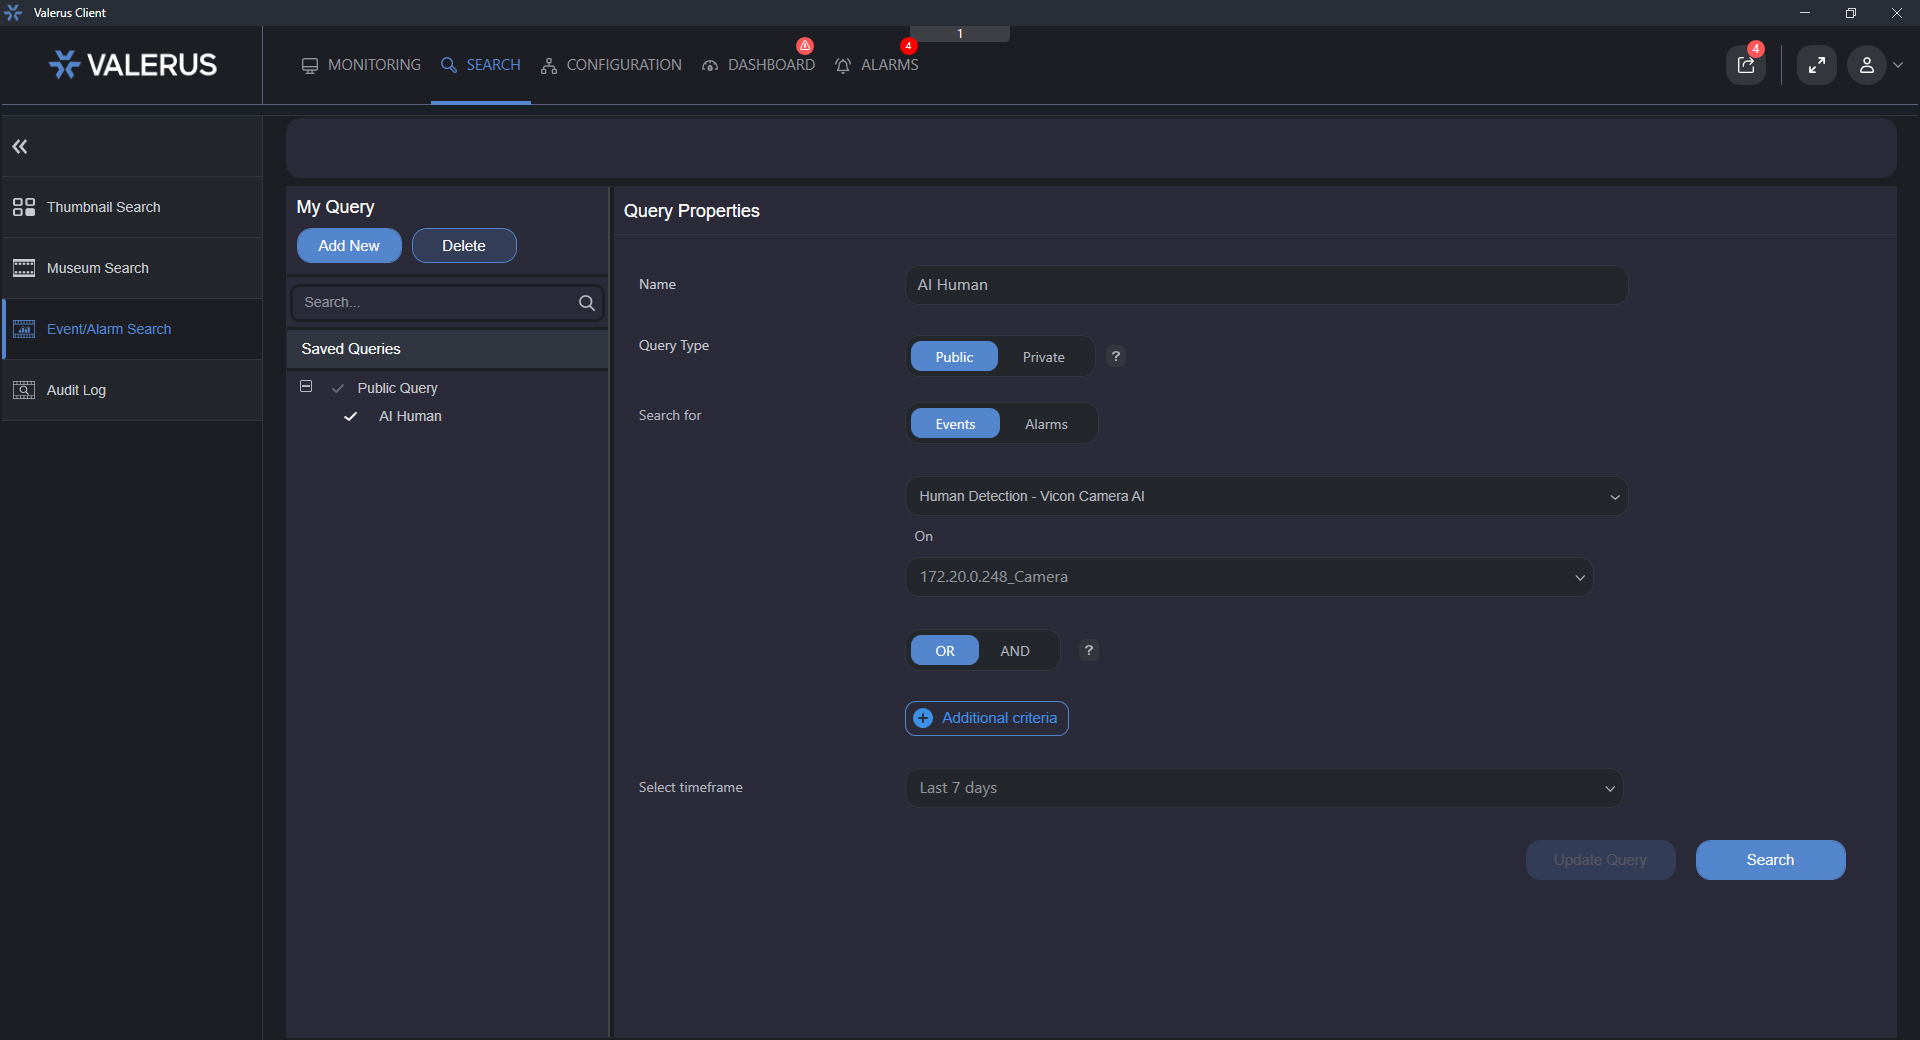 Valerus Client
1
VALERUS
MONITORING
SEARCH
CONFIGURATION
DASHBOARD
4
ALARMS
4
Thumbnail Search
Museum Search
Event/Alarm Search
Audit Log
My Query
Add New
Delete
Search...
Saved Queries
Public Query
AI Human
Query Properties
Name
AI Human
Query Type
Public
Private
?
Search for
Events
Alarms
Human Detection - Vicon Camera AI
On
172.20.0.248_Camera
OR
AND
?
Additional criteria
Select timeframe
Last 7 days
Update Query
Search